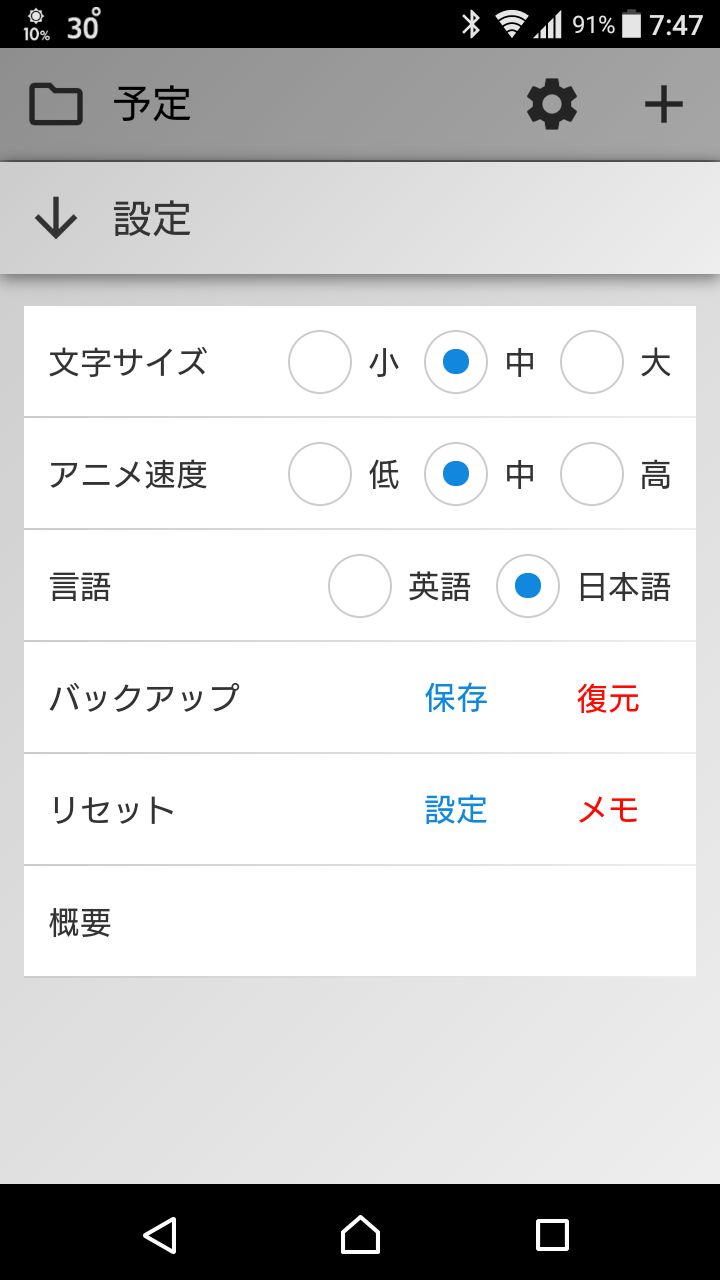 10% 30° 91% 7:47
予定
設定
文字サイズ 小 中 大
アニメ速度 低 中 高
言語 英語 日本語
バックアップ 保存 復元
リセット 設定 メモ
概要